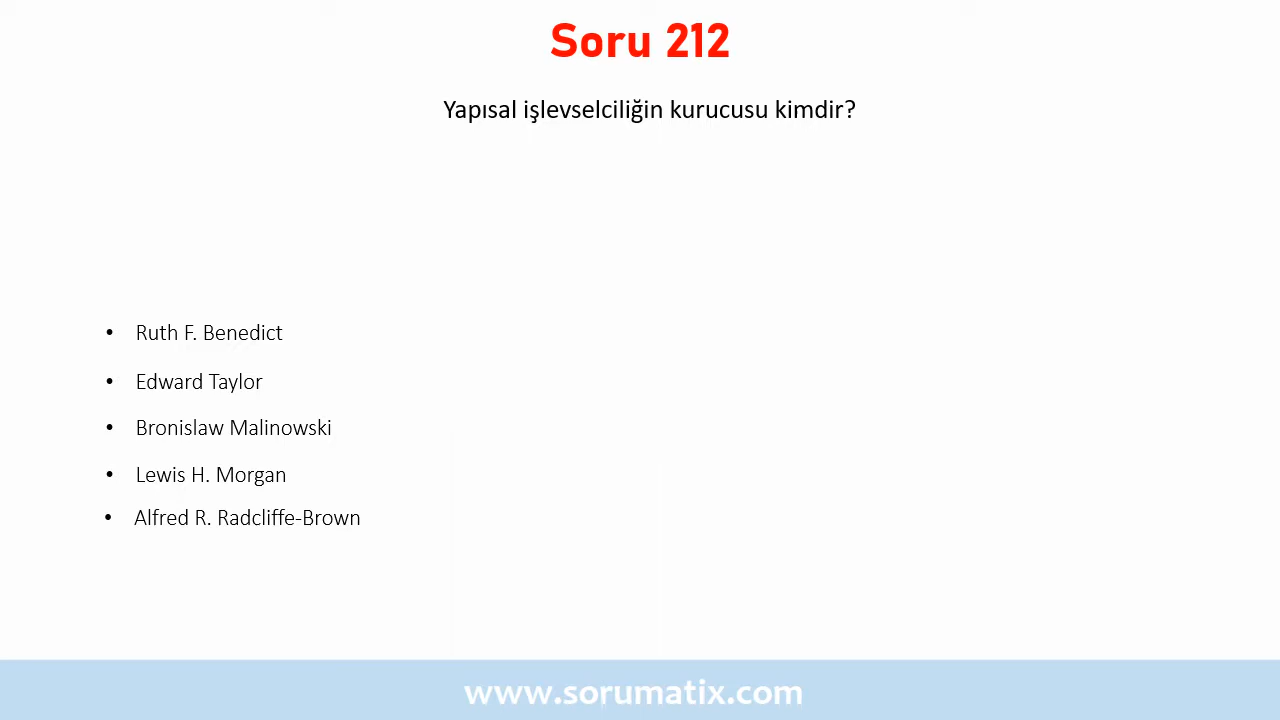 Soru 212
Yapısal işlevselciliğin kurucusu kimdir?
• Ruth F. Benedict
• Edward Taylor
• Bronislaw Malinowski
• Lewis H. Morgan
• Alfred R. Radcliffe-Brown
www.sorumatix.com